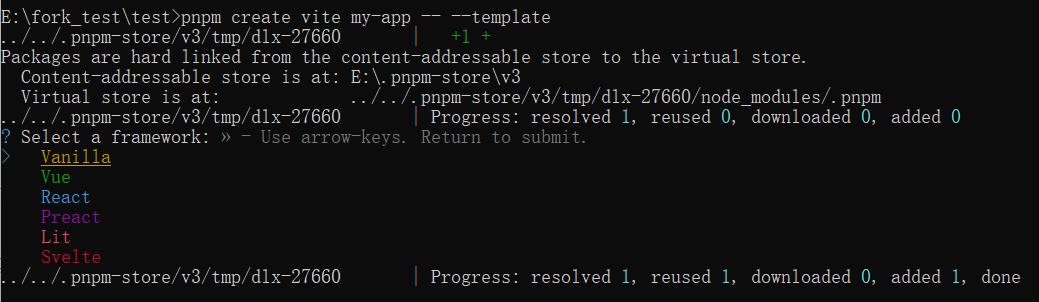 E:\fork_test\test>pnpm create vite my-app -- --template
../../.pnpm-store/v3/tmp/dlx-27660 | +1 +
Packages are hard linked from the content-addressable store to the virtual store.
Content-addressable store is at: E:\.pnpm-store\v3
Virtual store is at: ../../.pnpm-store/v3/tmp/dlx-27660/node_modules/.pnpm
../../.pnpm-store/v3/tmp/dlx-27660 | Progress: resolved 1, reused 0, downloaded 0, added 0
? Select a framework: » - Use arrow-keys. Return to submit.
> Vanilla
Vue
React
Preact
Lit
Svelte
../../.pnpm-store/v3/tmp/dlx-27660 | Progress: resolved 1, reused 1, downloaded 0, added 1, done